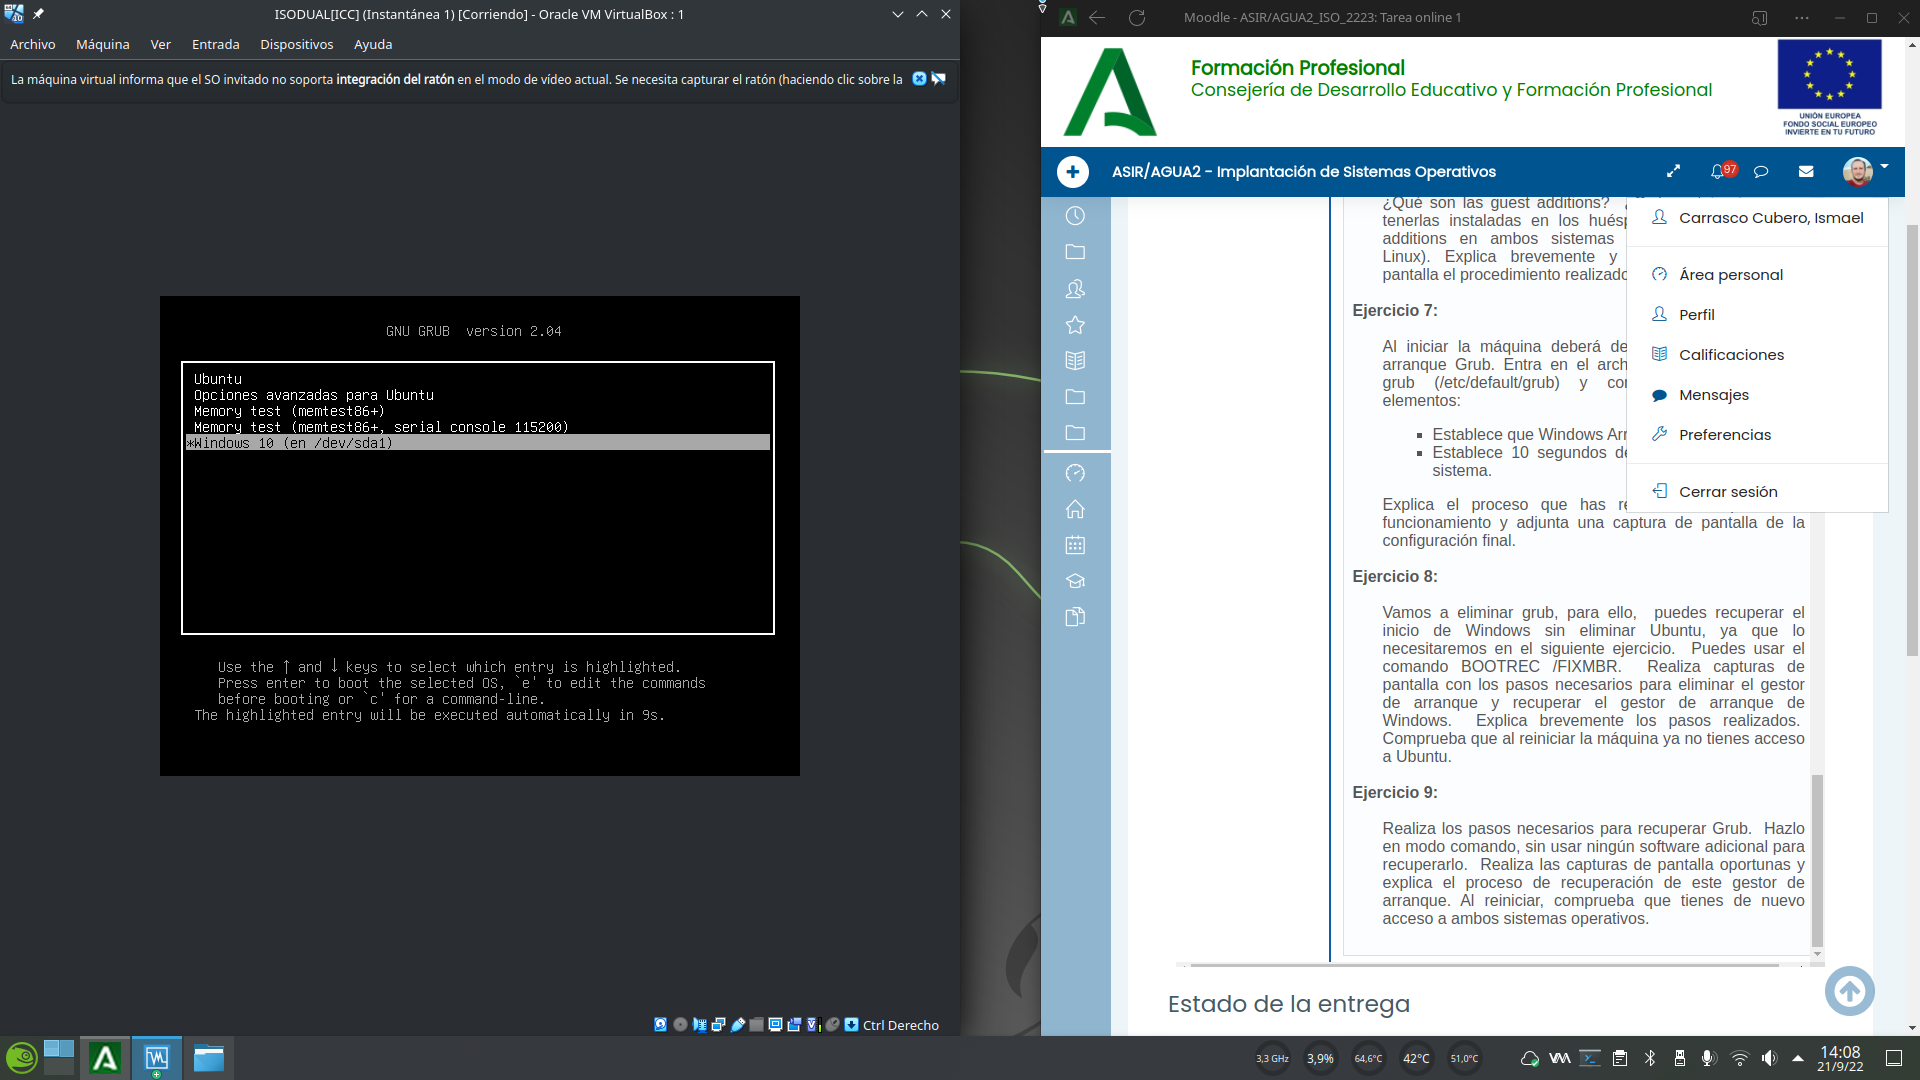 ISODUAL[ICC] (Instantánea 1) [Corriendo] - Oracle VM VirtualBox : 1
Archivo Máquina Ver Entrada Dispositivos Ayuda
La máquina virtual informa que el SO invitado no soporta integración del ratón en el modo de vídeo actual. Se necesita capturar el ratón (haciendo clic sobre la
GNU GRUB version 2.04
Ubuntu
Opciones avanzadas para Ubuntu
Memory test (memtest86+)
Memory test (memtest86+, serial console 115200)
*Windows 10 (en /dev/sda1)
Use the ↑ and ↓ keys to select which entry is highlighted.
Press enter to boot the selected OS, `e' to edit the commands
before booting or `c' for a command-line.
The highlighted entry will be executed automatically in 9s.
Ctrl Derecho
Moodle - ASIR/AGUA2_ISO_2223: Tarea online 1
Formación Profesional
Consejería de Desarrollo Educativo y Formación Profesional
UNIÓN EUROPEA
FONDO SOCIAL EUROPEO
INVIERTE EN TU FUTURO
ASIR/AGUA2 - Implantación de Sistemas Operativos
97
¿Qué son las guest additions?
tenerlas instaladas en los huésp
additions en ambos sistemas
Linux). Explica brevemente y
pantalla el procedimiento realizado
Ejercicio 7:
Al iniciar la máquina deberá de
arranque Grub. Entra en el arch
grub (/etc/default/grub) y con
elementos:
Establece que Windows Arr
Establece 10 segundos de
sistema.
Explica el proceso que has re
funcionamiento y adjunta una captura de pantalla de la
configuración final.
Carrasco Cubero, Ismael
Área personal
Perfil
Calificaciones
Mensajes
Preferencias
Cerrar sesión
Ejercicio 8:
Vamos a eliminar grub, para ello, puedes recuperar el
inicio de Windows sin eliminar Ubuntu, ya que lo
necesitaremos en el siguiente ejercicio. Puedes usar el
comando BOOTREC /FIXMBR. Realiza capturas de
pantalla con los pasos necesarios para eliminar el gestor
de arranque y recuperar el gestor de arranque de
Windows. Explica brevemente los pasos realizados.
Comprueba que al reiniciar la máquina ya no tienes acceso
a Ubuntu.
Ejercicio 9:
Realiza los pasos necesarios para recuperar Grub. Hazlo
en modo comando, sin usar ningún software adicional para
recuperarlo. Realiza las capturas de pantalla oportunas y
explica el proceso de recuperación de este gestor de
arranque. Al reiniciar, comprueba que tienes de nuevo
acceso a ambos sistemas operativos.
Estado de la entrega
3,3 GHz 3,9% 64,6°C 42°C 51,0°C
14:08
21/9/22